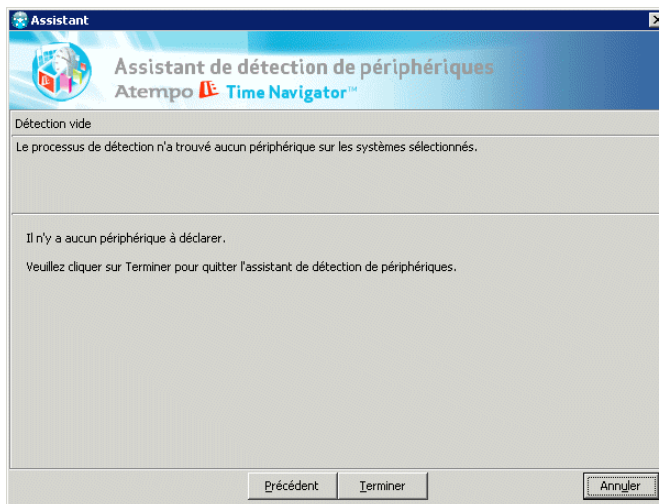 Assistant
Assistant de détection de périphériques
Atempo Time Navigator™
Détection vide
Le processus de détection n'a trouvé aucun périphérique sur les systèmes sélectionnés.
Il n'y a aucun périphérique à déclarer.
Veuillez cliquer sur Terminer pour quitter l'assistant de détection de périphériques.
Précédent Terminer Annuler